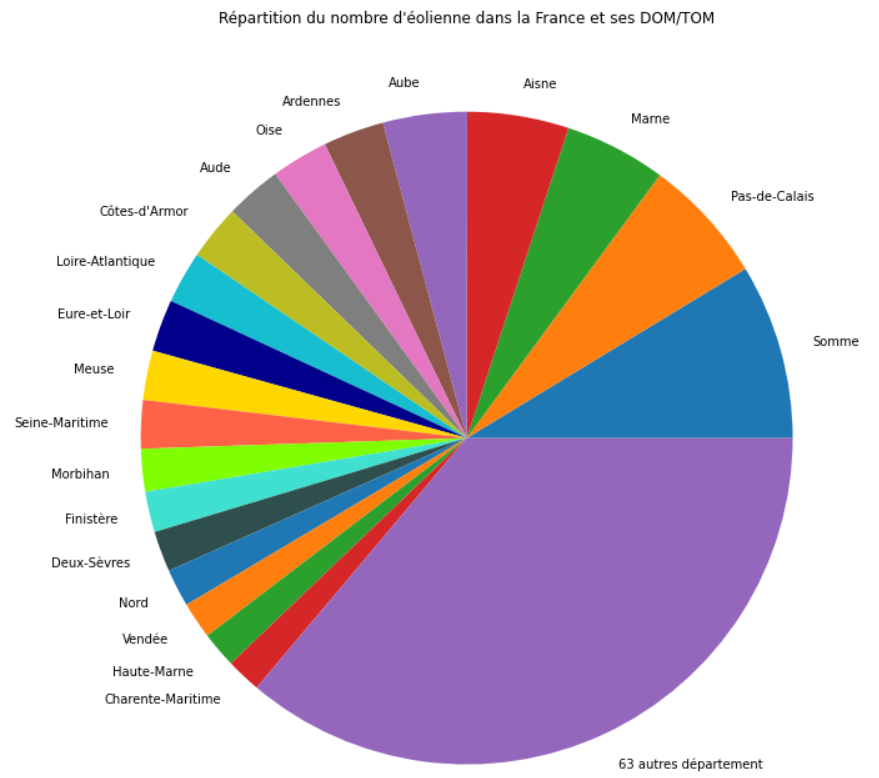 Répartition du nombre d'éolienne dans la France et ses DOM/TOM
Aube
Aisne
Ardennes
Marne
Oise
Aude
Pas-de-Calais
Côtes-d'Armor
Loire-Atlantique
Eure-et-Loir
Somme
Meuse
Seine-Maritime
Morbihan
Finistère
Deux-Sèvres
Nord
Vendée
Haute-Marne
Charente-Maritime
63 autres département